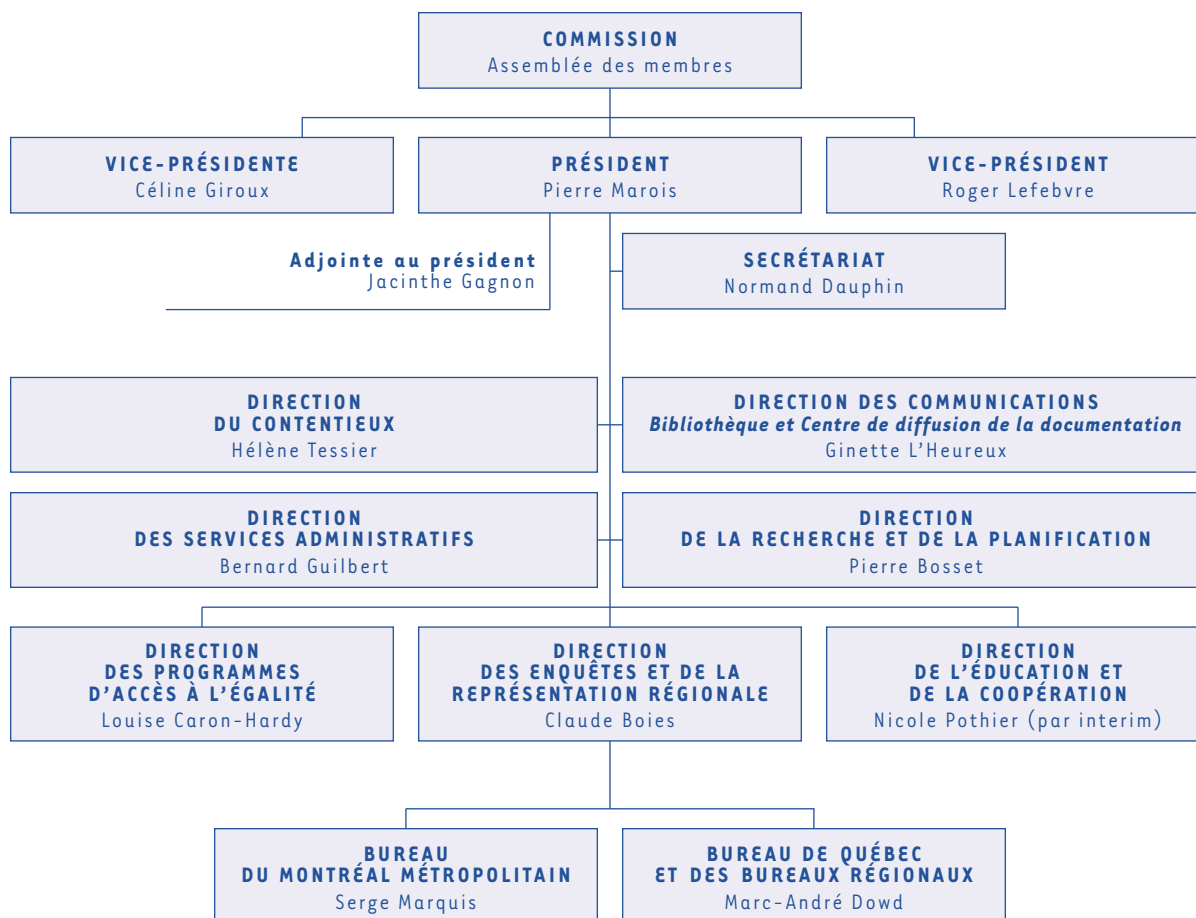 COMMISSION
Assemblée des membres
VICE-PRÉSIDENTE
Céline Giroux
PRÉSIDENT
Pierre Marois
VICE-PRÉSIDENT
Roger Lefebvre
Adjointe au président
Jacinthe Gagnon
SECRÉTARIAT
Normand Dauphin
DIRECTION
DU CONTENTIEUX
Hélène Tessier
DIRECTION DES COMMUNICATIONS
Bibliothèque et Centre de diffusion de la documentation
Ginette L'Heureux
DIRECTION
DES SERVICES ADMINISTRATIFS
Bernard Guilbert
DIRECTION
DE LA RECHERCHE ET DE LA PLANIFICATION
Pierre Bosset
DIRECTION
DES PROGRAMMES
D'ACCÈS À L'ÉGALITÉ
Louise Caron-Hardy
DIRECTION
DES ENQUÊTES ET DE LA
REPRÉSENTATION RÉGIONALE
Claude Boies
DIRECTION
DE L'ÉDUCATION ET
DE LA COOPÉRATION
Nicole Pothier (par interim)
BUREAU
DU MONTRÉAL MÉTROPOLITAIN
Serge Marquis
BUREAU DE QUÉBEC
ET DES BUREAUX RÉGIONAUX
Marc-André Dowd